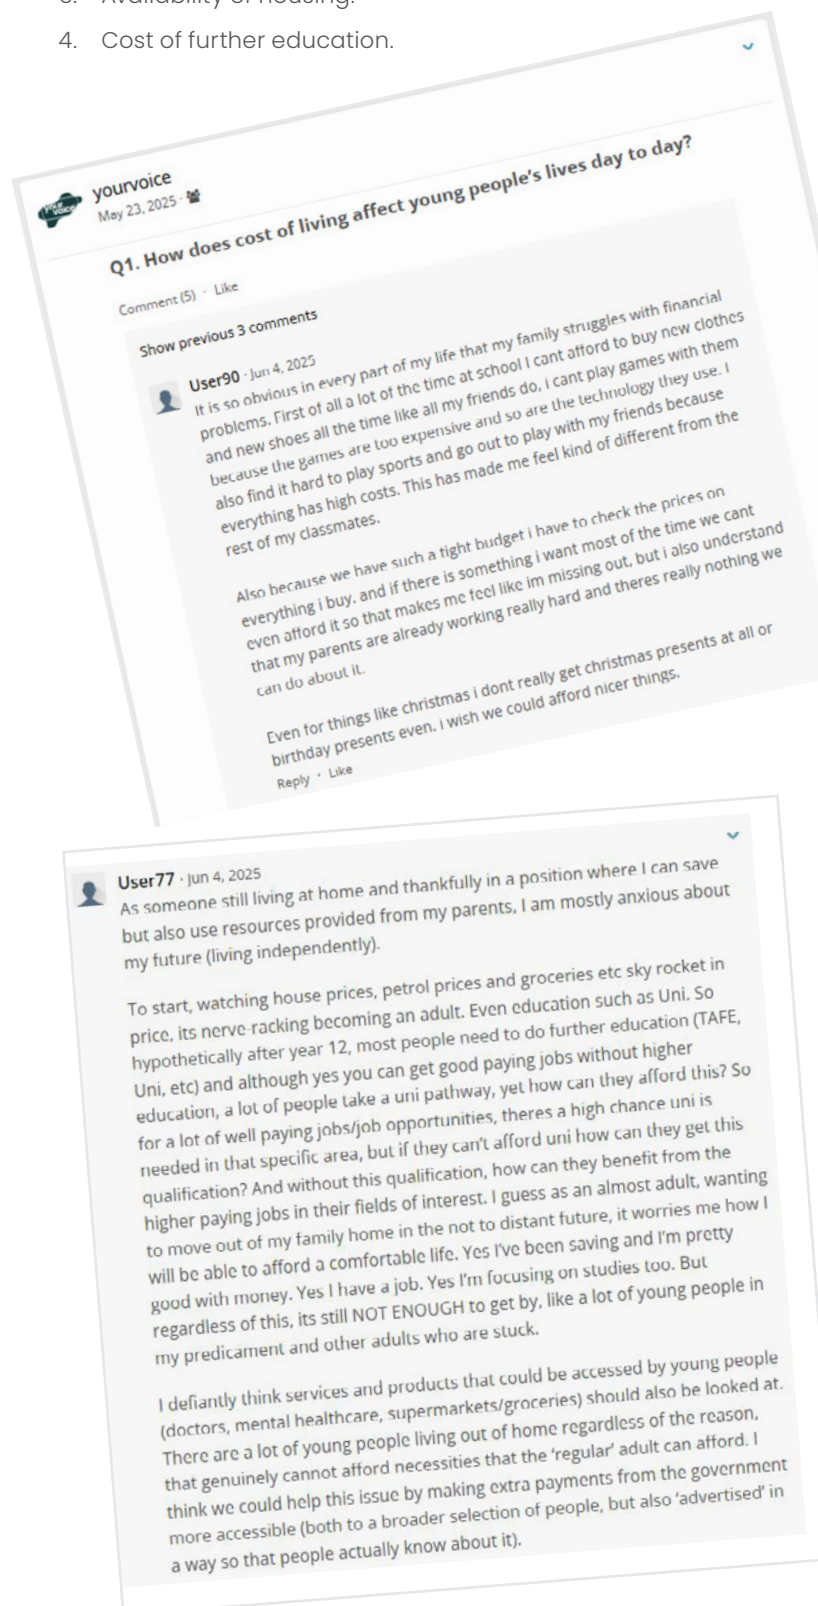 3. Availability of housing.
4. Cost of further education.
yourvoice
May 23, 2025 ·
Q1. How does cost of living affect young people's lives day to day?
Comment (5) · Like
Show previous 3 comments
User90 · Jun 4, 2025
It is so obvious in every part of my life that my family struggles with financial
problems. First of all a lot of the time at school I cant afford to buy new clothes
and new shoes all the time like all my friends do, i cant play games with them
because the games are too expensive and so are the technology they use. I
also find it hard to play sports and go out to play with my friends because
everything has high costs. This has made me feel kind of different from the
rest of my classmates.
Also because we have such a tight budget i have to check the prices on
everything i buy, and if there is something i want most of the time we cant
even afford it so that makes me feel like im missing out, but i also understand
that my parents are already working really hard and theres really nothing we
can do about it.
Even for things like christmas i dont really get christmas presents at all or
birthday presents even. i wish we could afford nicer things.
Reply · Like
User77 · Jun 4, 2025
As someone still living at home and thankfully in a position where I can save
but also use resources provided from my parents, I am mostly anxious about
my future (living independently).
To start, watching house prices, petrol prices and groceries etc sky rocket in
price, its nerve-racking becoming an adult. Even education such as Uni. So
hypothetically after year 12, most people need to do further education (TAFE,
Uni, etc) and although yes you can get good paying jobs without higher
education, a lot of people take a uni pathway, yet how can they afford this? So
for a lot of well paying jobs/job opportunities, theres a high chance uni is
needed in that specific area, but if they can't afford uni how can they get this
qualification? And without this qualification, how can they benefit from the
higher paying jobs in their fields of interest. I guess as an almost adult, wanting
to move out of my family home in the not to distant future, it worries me how I
will be able to afford a comfortable life. Yes I've been saving and I'm pretty
good with money. Yes I have a job. Yes I'm focusing on studies too. But
regardless of this, its still NOT ENOUGH to get by, like a lot of young people in
my predicament and other adults who are stuck.
I defiantly think services and products that could be accessed by young people
(doctors, mental healthcare, supermarkets/groceries) should also be looked at.
There are a lot of young people living out of home regardless of the reason,
that genuinely cannot afford necessities that the 'regular' adult can afford. I
think we could help this issue by making extra payments from the government
more accessible (both to a broader selection of people, but also 'advertised' in
a way so that people actually know about it).